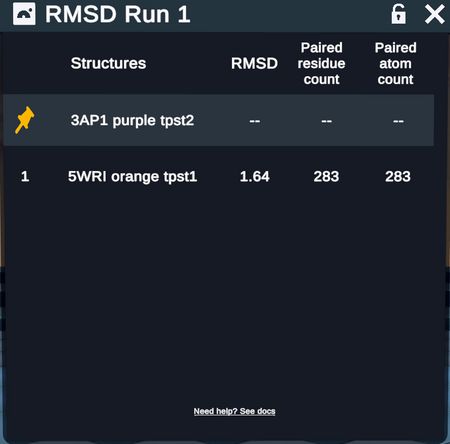 RMSD Run 1
Structures RMSD Paired residue count Paired atom count
3AP1 purple tpst2 -- -- --
1 5WRI orange tpst1 1.64 283 283
Need help? See docs